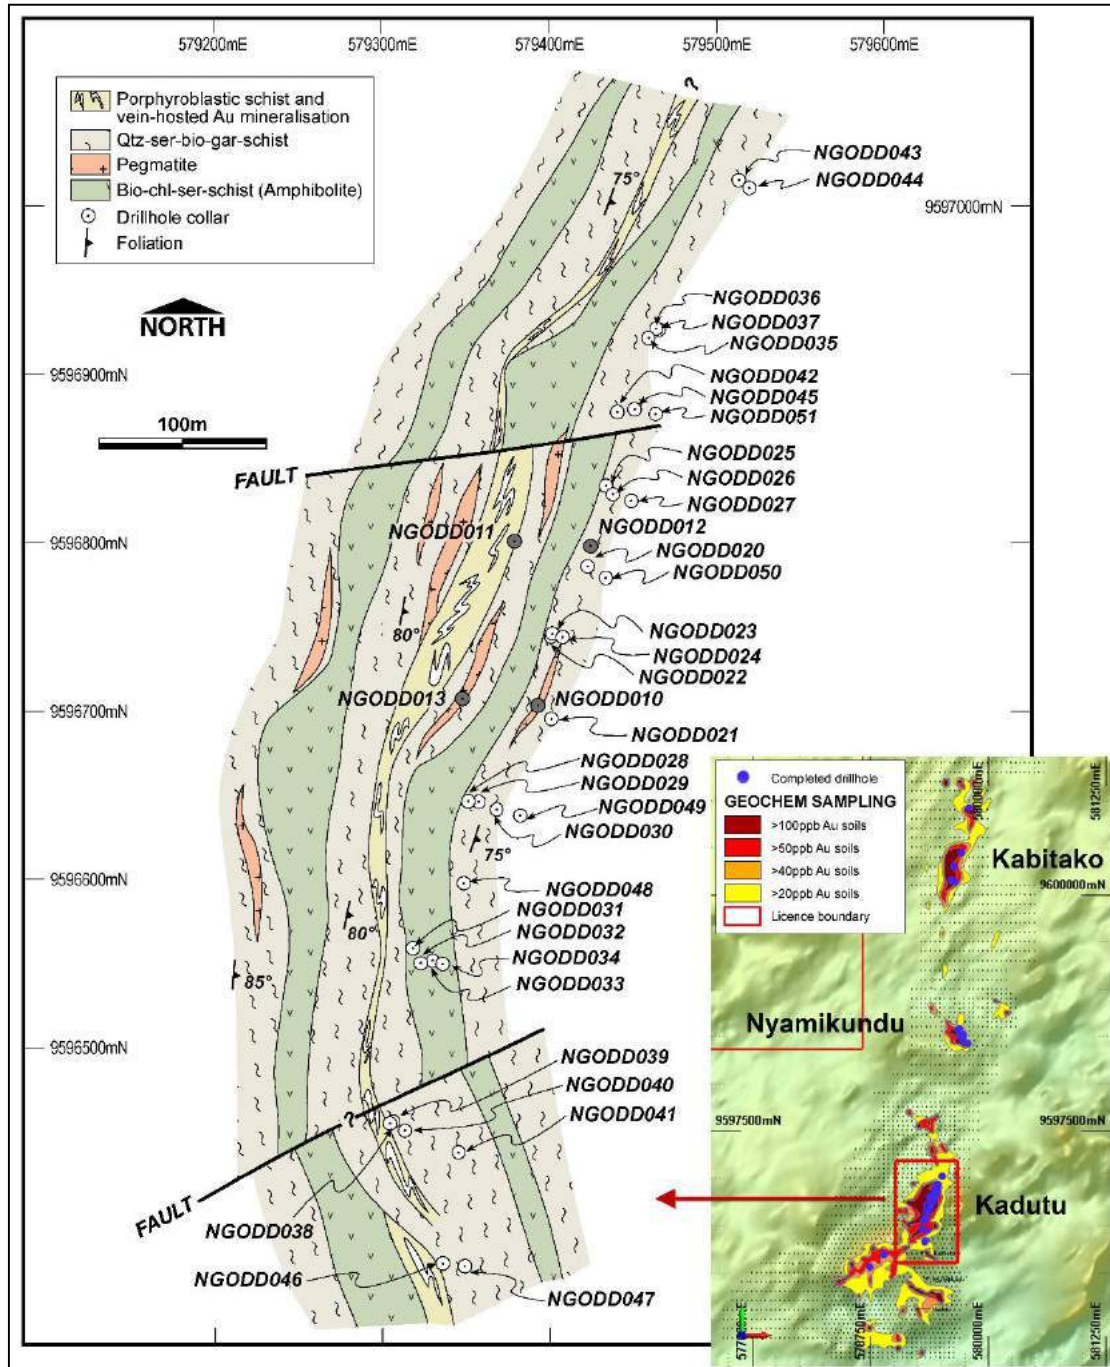 579200mE
579300mE
579400mE
579500mE
579600mE
Porphyroblastic schist and
vein-hosted Au mineralisation
Qtz-ser-bio-gar-schist
Pegmatite
Bio-chl-ser-schist (Amphibolite)
Drillhole collar
Foliation
?
75°
NGODD043
NGODD044
9597000mN
NORTH
NGODD036
NGODD037
NGODD035
9596900mN
NGODD042
NGODD045
NGODD051
100m
FAULT
NGODD025
NGODD026
NGODD027
NGODD011
NGODD012
9596800mN
NGODD020
NGODD050
80°
NGODD023
NGODD024
NGODD022
NGODD013
NGODD010
9596700mN
NGODD021
NGODD028
NGODD029
NGODD049
NGODD030
75°
9596600mN
NGODD048
NGODD031
80°
NGODD032
NGODD034
85°
NGODD033
9596500mN
NGODD039
NGODD040
?
NGODD041
FAULT
NGODD038
NGODD046
NGODD047
Completed drillhole
GEOCHEM SAMPLING
>100ppb Au soils
>50ppb Au soils
>40ppb Au soils
>20ppb Au soils
Licence boundary
580000mE
581250mE
Kabitako
9600000mN
Nyamikundu
9597500mN
9597500mN
Kadutu
578750mE
580000mE
581250mE